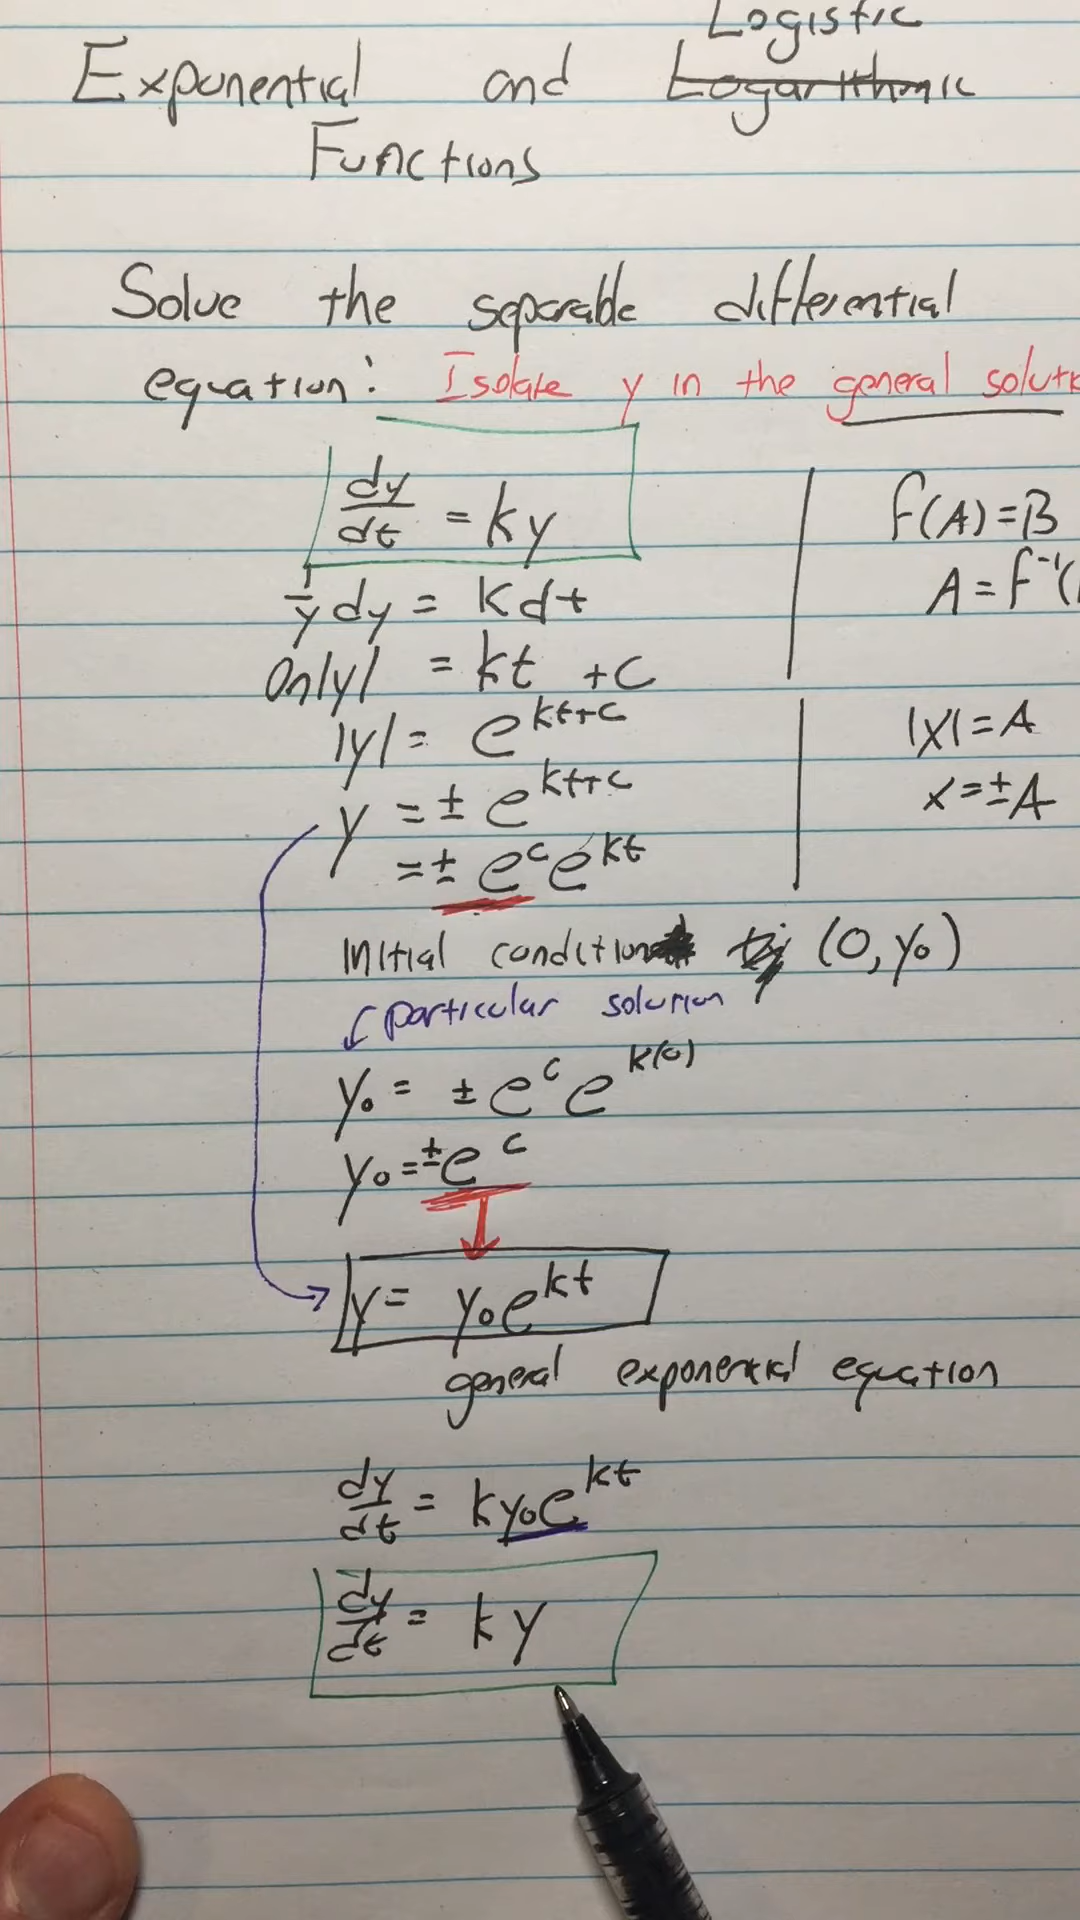 Logistic
Exponential and Logarithmic
Functions
Solve the separable differential
equation: Isolate y in the general
dy/dt = ky
1/y dy = k dt
ln|y| = kt + c
|y| = e^(kt+c)
y = ± e^(kt+c)
= ± e^c e^(kt)
f(A) = B
A = f^-1(
|x| = A
x = ± A
Initial condition (0, y₀)
particular solution
y₀ = ± e^c e^(k(0))
y₀ = ± e^c
y = y₀e^(kt)
general exponential equation
dy/dt = ky₀e^(kt)
dy/dt = ky